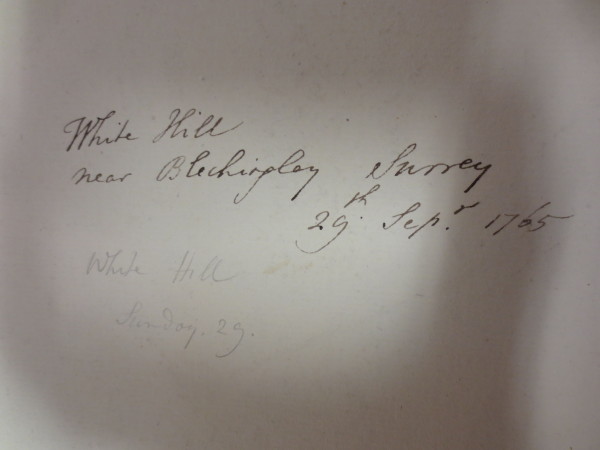 White Hill
near Blechingley Surrey
29th. Sepr. 1765
White Hill
Sunday. 29.